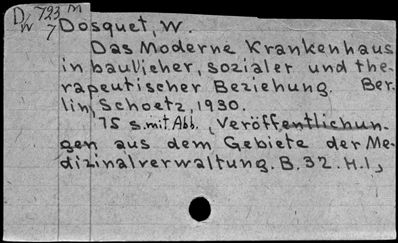 D 723 m
W 7 Dosquet, W.
Das Moderne Krankenhaus
in baulicher, sozialer und the-
rapeutischer Beziehung. Ber-
lin, Schoetz, 1930.
75 s. mit Abb. (Veröffentlichun-
gen aus dem Gebiete der Me-
dizinalverwaltung. B. 32. H. 1)